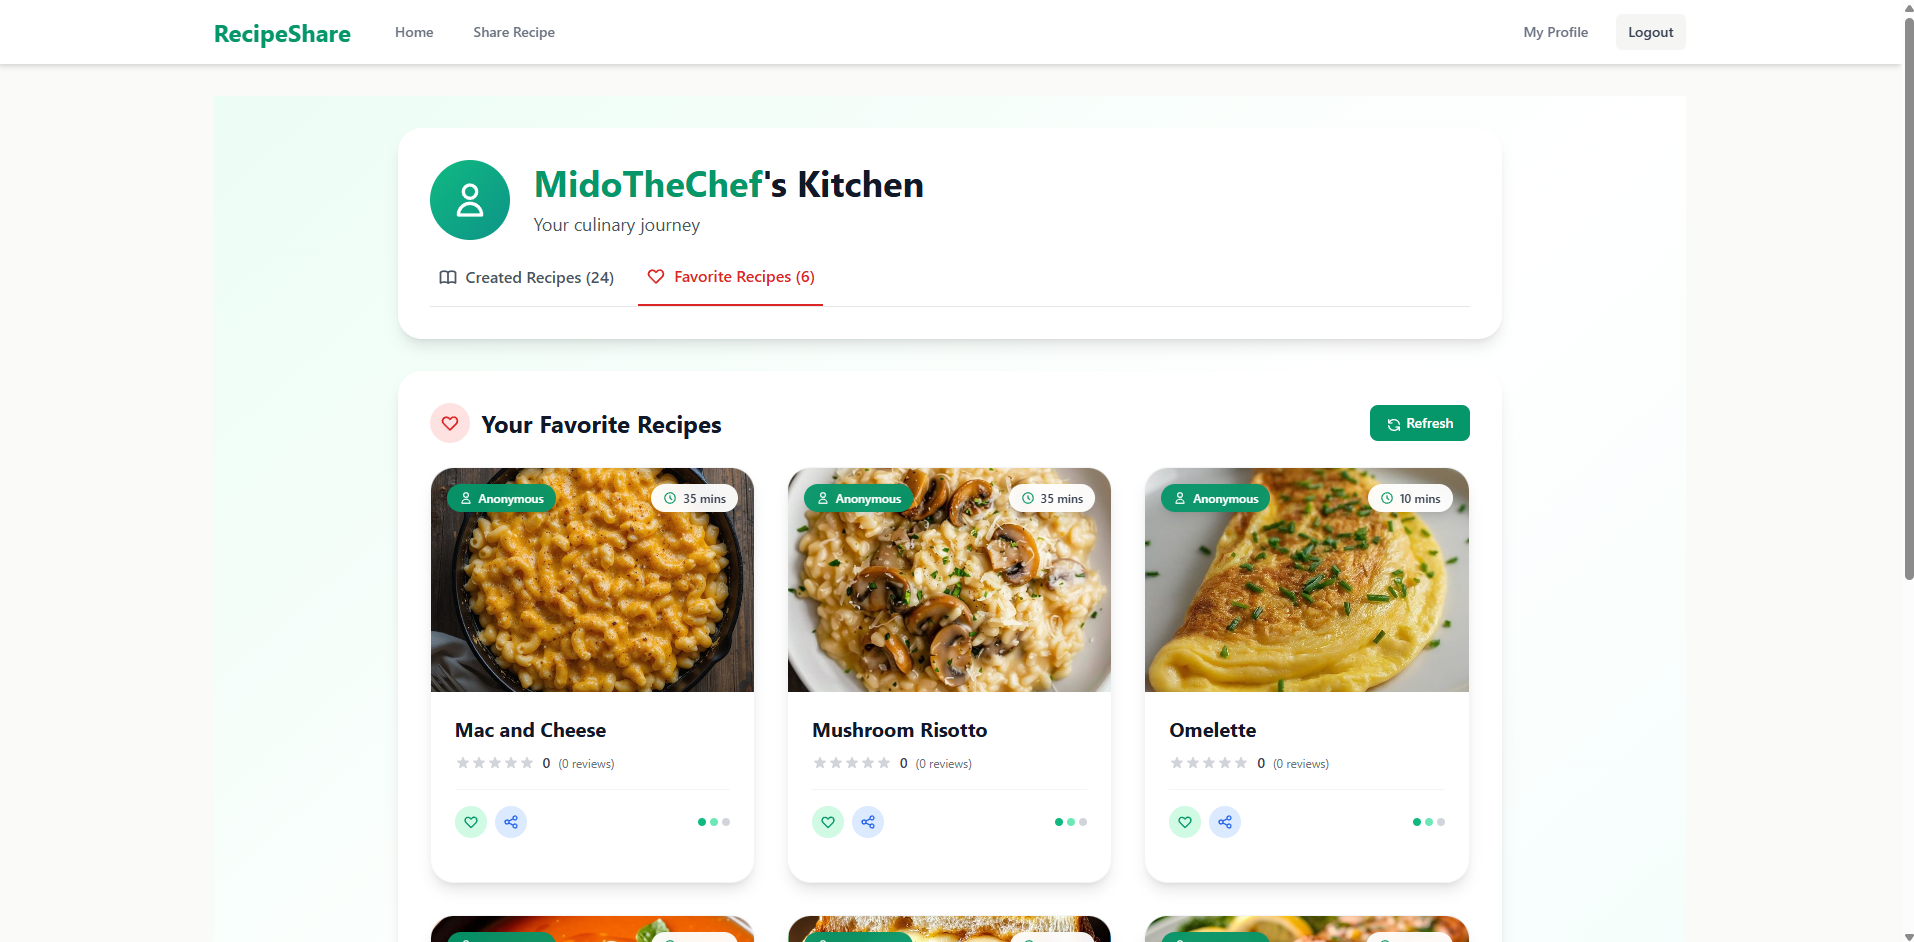 RecipeShare Home Share Recipe My Profile Logout
MidoTheChef's Kitchen
Your culinary journey
Created Recipes (24) Favorite Recipes (6)
Your Favorite Recipes Refresh
Anonymous 35 mins
Mac and Cheese
0 (0 reviews)
Anonymous 35 mins
Mushroom Risotto
0 (0 reviews)
Anonymous 10 mins
Omelette
0 (0 reviews)